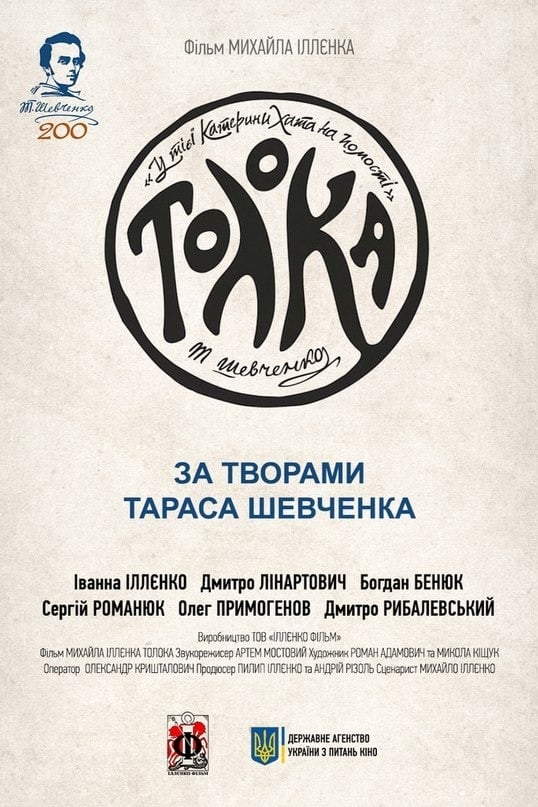 Фільм МИХАЙЛА ІЛЛЄНКА
Т. Шевченко
200
«У тієї Катерини Хата на помості»
ТОЛОКА
Т Шевченко
ЗА ТВОРАМИ
ТАРАСА ШЕВЧЕНКА
Іванна ІЛЛЄНКО Дмитро ЛІНАРТОВИЧ Богдан БЕНЮК
Сергій РОМАНЮК Олег ПРИМОГЕНОВ Дмитро РИБАЛЕВСЬКИЙ
Виробництво ТОВ «ІЛЛЄНКО ФІЛЬМ»
Фільм МИХАЙЛА ІЛЛЄНКА ТОЛОКА Звукорежисер АРТЕМ МОСТОВИЙ Художник РОМАН АДАМОВИЧ та МИКОЛА КІЩУК
Оператор ОЛЕКСАНДР КРИШТАЛОВИЧ Продюсер ПИЛИП ІЛЛЄНКО та АНДРІЙ РІЗОЛЬ Сценарист МИХАЙЛО ІЛЛЄНКО
Ф
ІЛЛЄНКО-ФІЛЬМ
ДЕРЖАВНЕ АГЕНСТВО
УКРАЇНИ З ПИТАНЬ КІНО